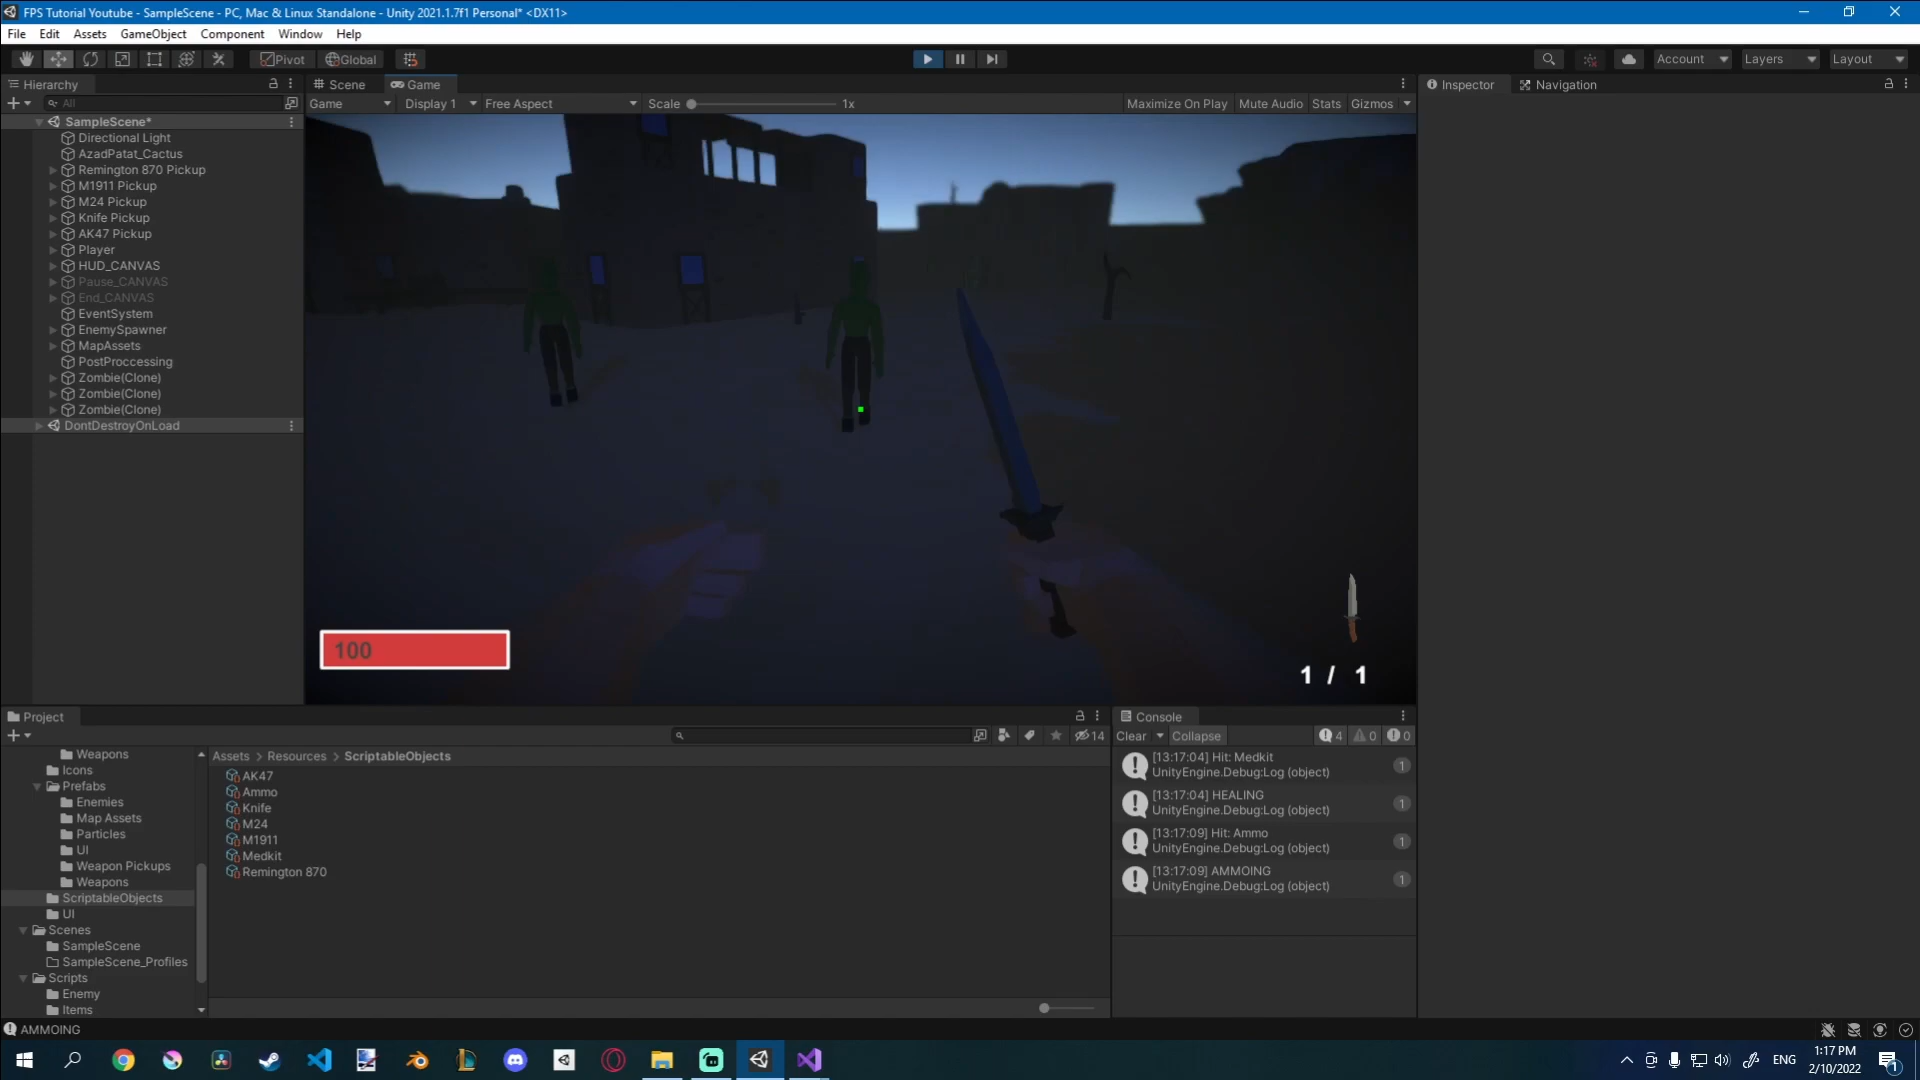 FPS Tutorial Youtube - SampleScene - PC, Mac & Linux Standalone - Unity 2021.1.7f1 Personal* <DX11>
File Edit Assets GameObject Component Window Help
Pivot Global Account Layers Layout
Hierarchy
All
SampleScene*
Directional Light
AzadPatat_Cactus
Remington 870 Pickup
M1911 Pickup
M24 Pickup
Knife Pickup
AK47 Pickup
Player
HUD_CANVAS
Pause_CANVAS
End_CANVAS
EventSystem
EnemySpawner
MapAssets
PostProccessing
Zombie(Clone)
Zombie(Clone)
Zombie(Clone)
DontDestroyOnLoad
Scene Game
Game Display 1 Free Aspect Scale 1x Maximize On Play Mute Audio Stats Gizmos
100
1 / 1
Inspector Navigation
Project
14
Weapons
Icons
Prefabs
Enemies
Map Assets
Particles
UI
Weapon Pickups
Weapons
ScriptableObjects
UI
Scenes
SampleScene
SampleScene_Profiles
Scripts
Enemy
Items
Assets > Resources > ScriptableObjects
AK47
Ammo
Knife
M24
M1911
Medkit
Remington 870
Console
Clear Collapse 4 0 0
[13:17:04] Hit: Medkit
UnityEngine.Debug:Log (object)
1
[13:17:04] HEALING
UnityEngine.Debug:Log (object)
1
[13:17:09] Hit: Ammo
UnityEngine.Debug:Log (object)
1
[13:17:09] AMMOING
UnityEngine.Debug:Log (object)
1
AMMOING
ENG
1:17 PM
2/10/2022
1